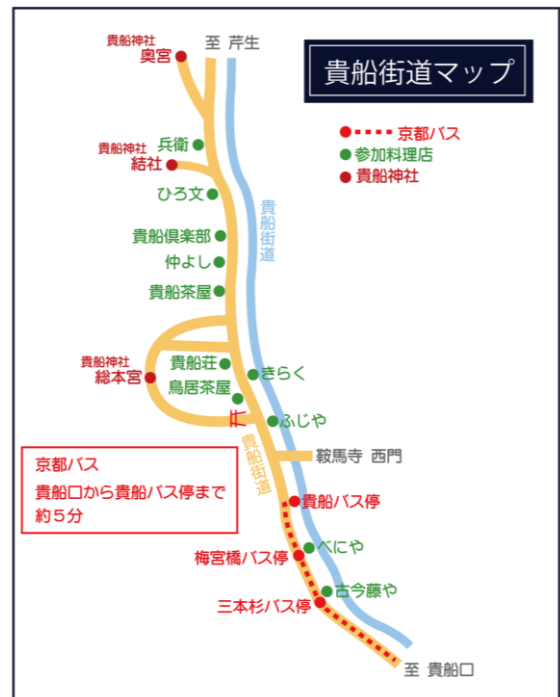 貴船街道マップ
京都バス
参加料理店
貴船神社
至 芹生
貴船神社
奥宮
兵衛
貴船神社
結社
ひろ文
貴船街道
貴船倶楽部
仲よし
貴船茶屋
貴船神社
総本宮
貴船荘
きらく
鳥居茶屋
ふじや
貴船街道
鞍馬寺 西門
京都バス
貴船口から貴船バス停まで
約5分
貴船バス停
べにや
梅宮橋バス停
古今藤や
三本杉バス停
至 貴船口